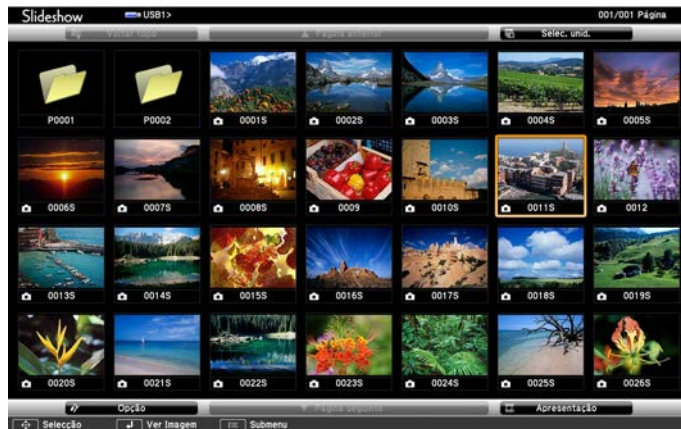 Slideshow USB1> 001/001 Página
Voltar topo Página anterior Selec. unid.
P0001 P0002 0001S 0002S 0003S 0004S 0005S
0006S 0007S 0008S 0009 0010S 0011S 0012
0013S 0014S 0015S 0016S 0017S 0018S 0019S
0020S 0021S 0022S 0023S 0024S 0025S 0026S
Opção Página seguinte Apresentação
Selecção Ver Imagem Esc Submenu